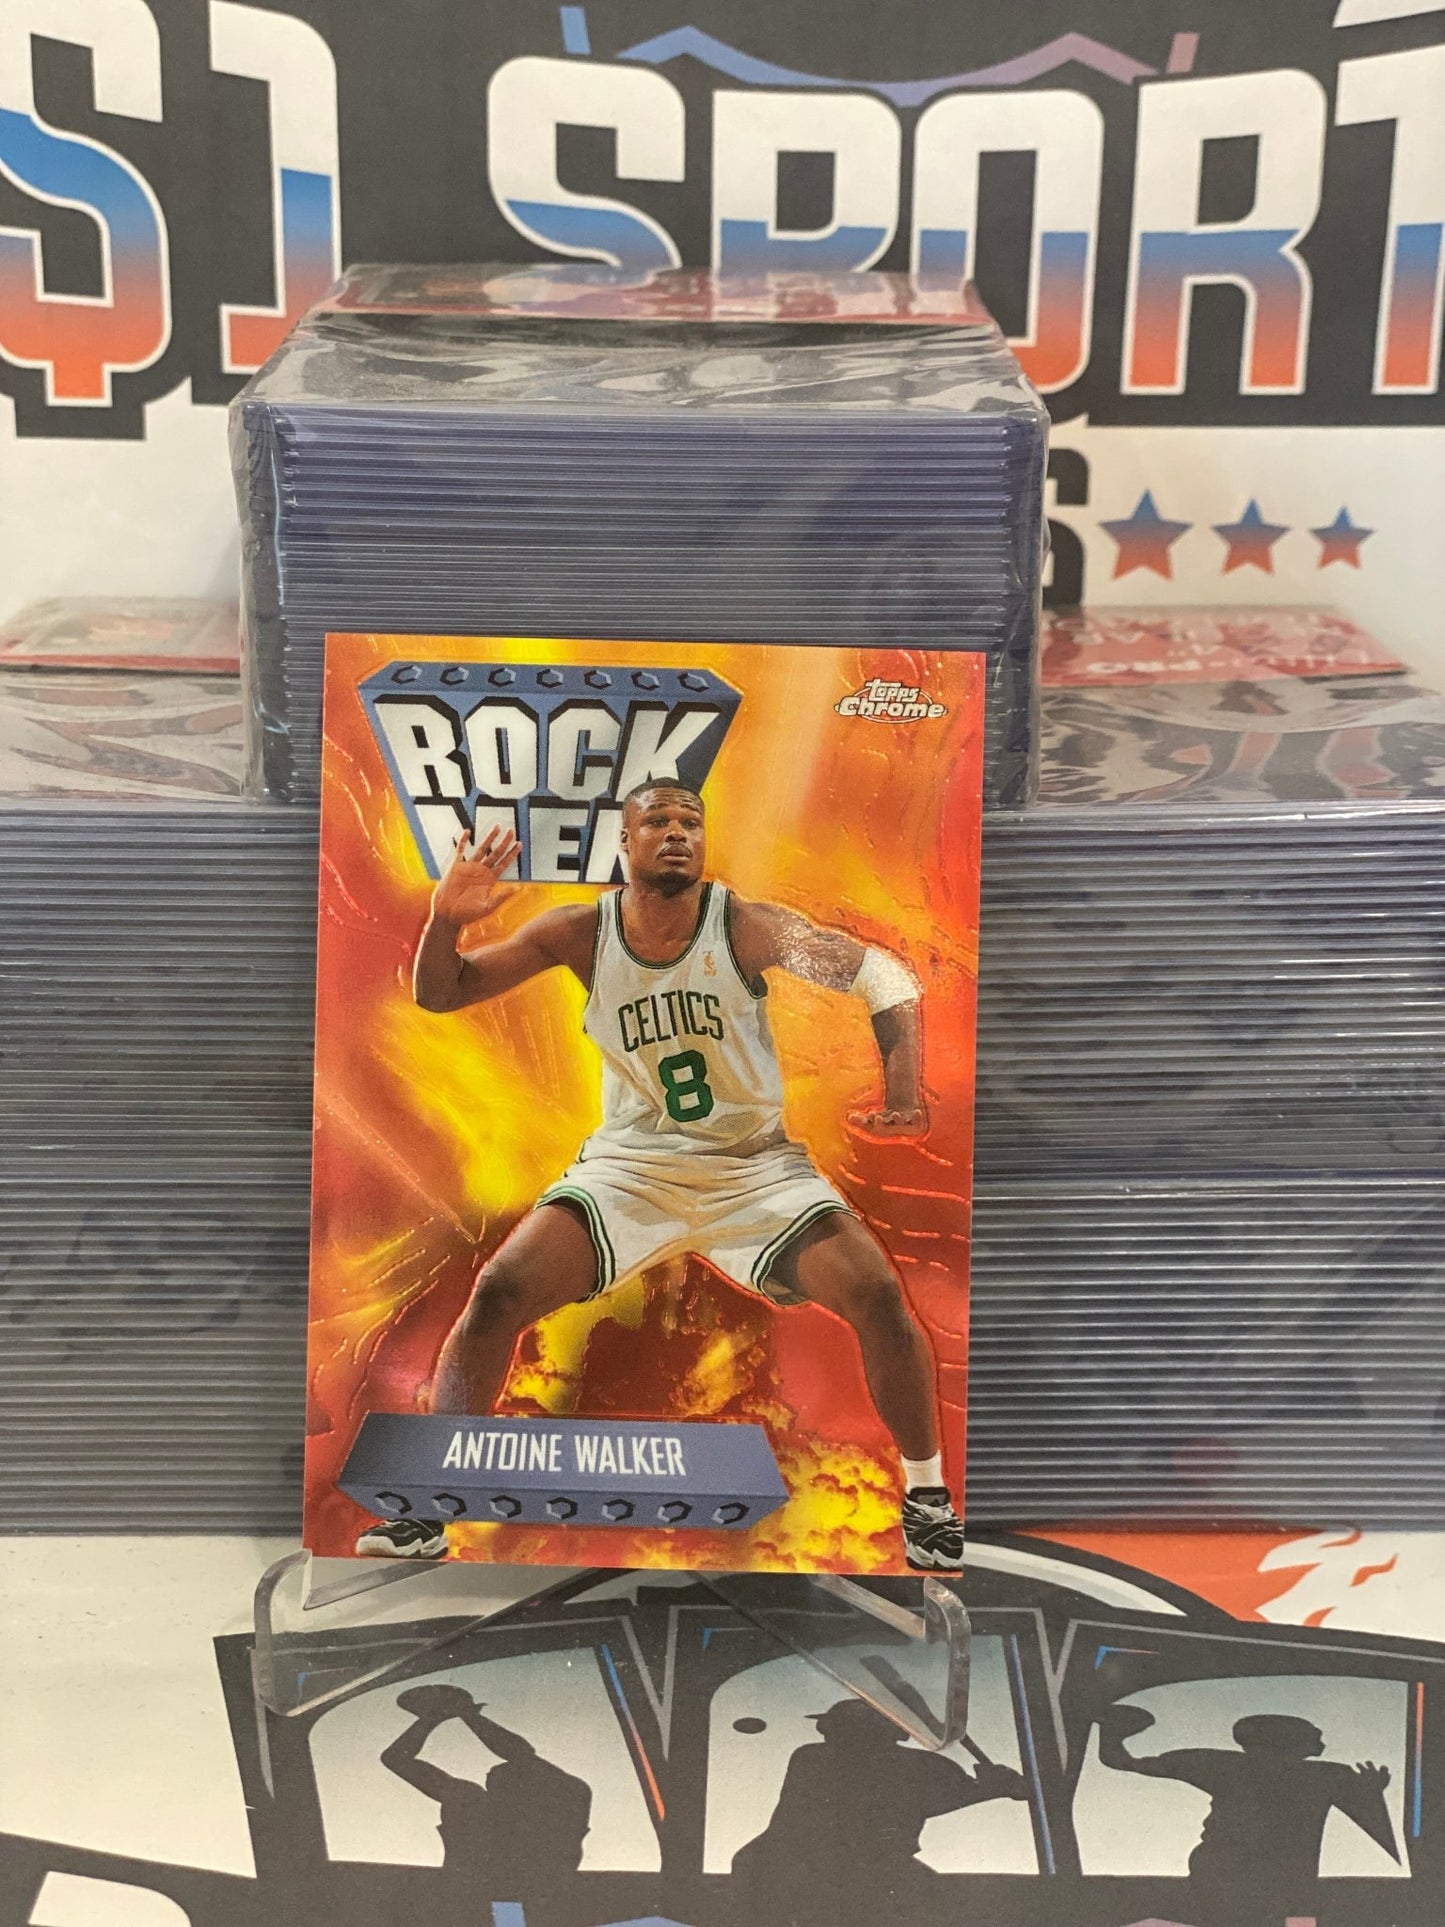 $1 SPORT
S
ROCK
MEN
Topps
Chrome
CELTICS
8
ANTOINE WALKER